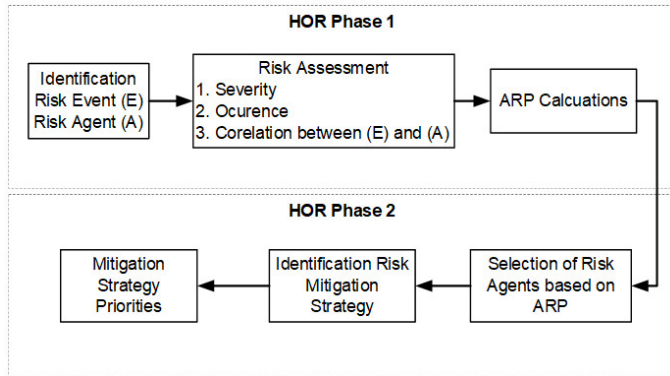 HOR Phase 1
Identification
Risk Event (E)
Risk Agent (A)
Risk Assessment
1. Severity
2. Ocurence
3. Corelation between (E) and (A)
ARP Calcuations
HOR Phase 2
Mitigation
Strategy
Priorities
Identification Risk
Mitigation
Strategy
Selection of Risk
Agents based on
ARP